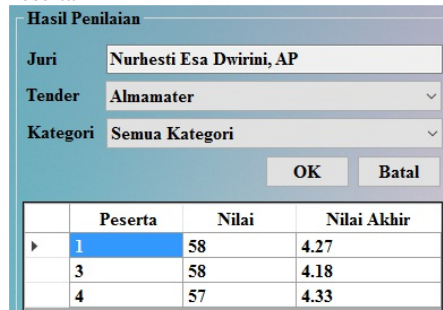 Hasil Penilaian
Juri Nurhesti Esa Dwirini, AP
Tender Almamater
Kategori Semua Kategori
OK Batal
Peserta Nilai Nilai Akhir
1 58 4.27
3 58 4.18
4 57 4.33